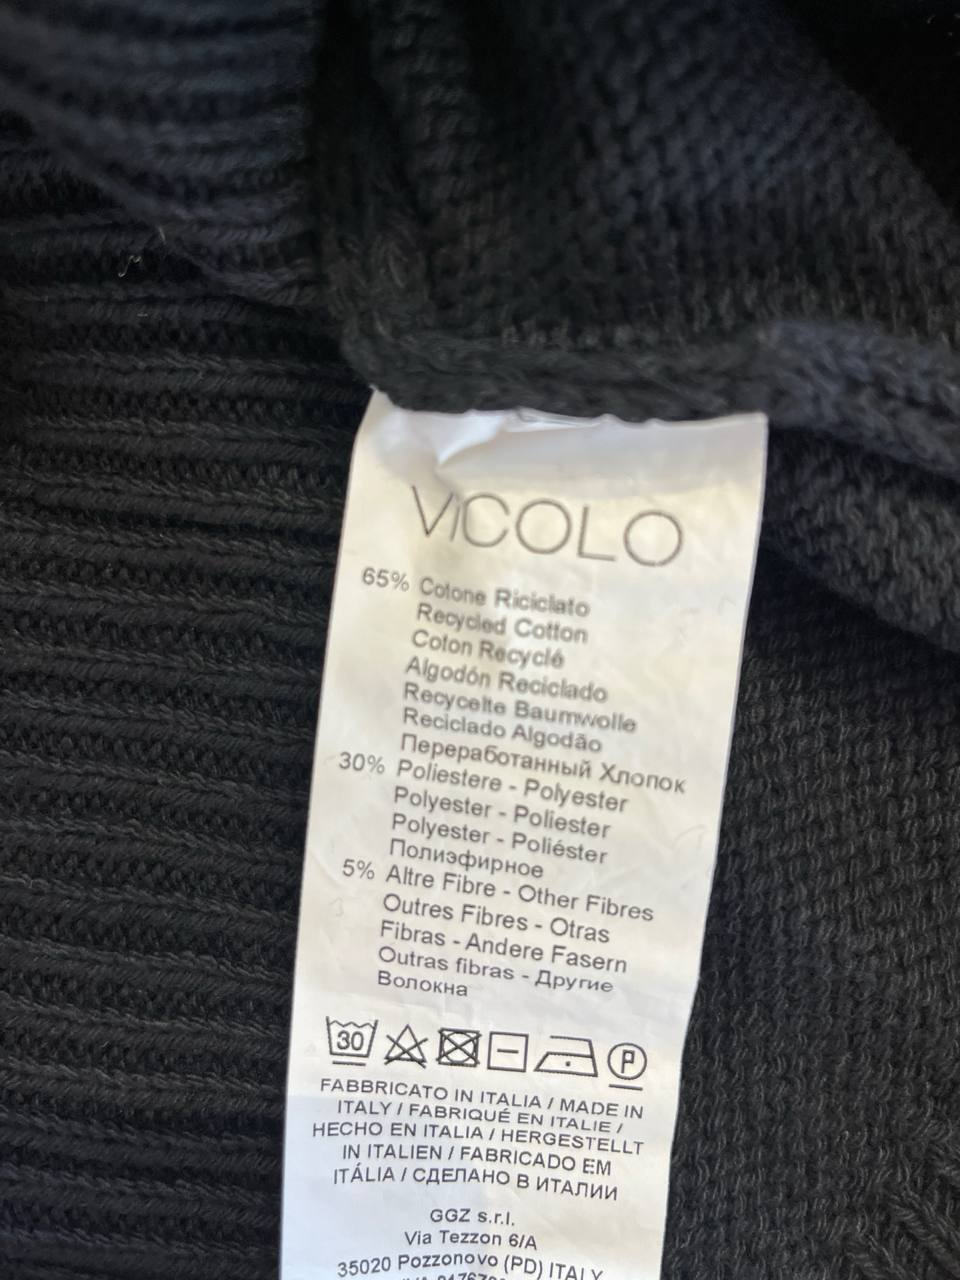 ViCOLO
65% Cotone Riciclato
Recycled Cotton
Coton Recyclé
Algodón Reciclado
Recycelte Baumwolle
Reciclado Algodão
Переработанный Хлопок
30% Poliestere - Polyester
Polyester - Poliester
Polyester - Poliéster
Полиэфирное
5% Altre Fibre - Other Fibres
Outres Fibres - Otras
Fibras - Andere Fasern
Outras fibras - Другие
Волокна
30
P
FABBRICATO IN ITALIA / MADE IN
ITALY / FABRIQUÉ EN ITALIE /
HECHO EN ITALIA / HERGESTELLT
IN ITALIEN / FABRICADO EM
ITÁLIA / СДЕЛАНО В ИТАЛИИ
GGZ s.r.l.
Via Tezzon 6/A
35020 Pozzonovo (PD) ITALY